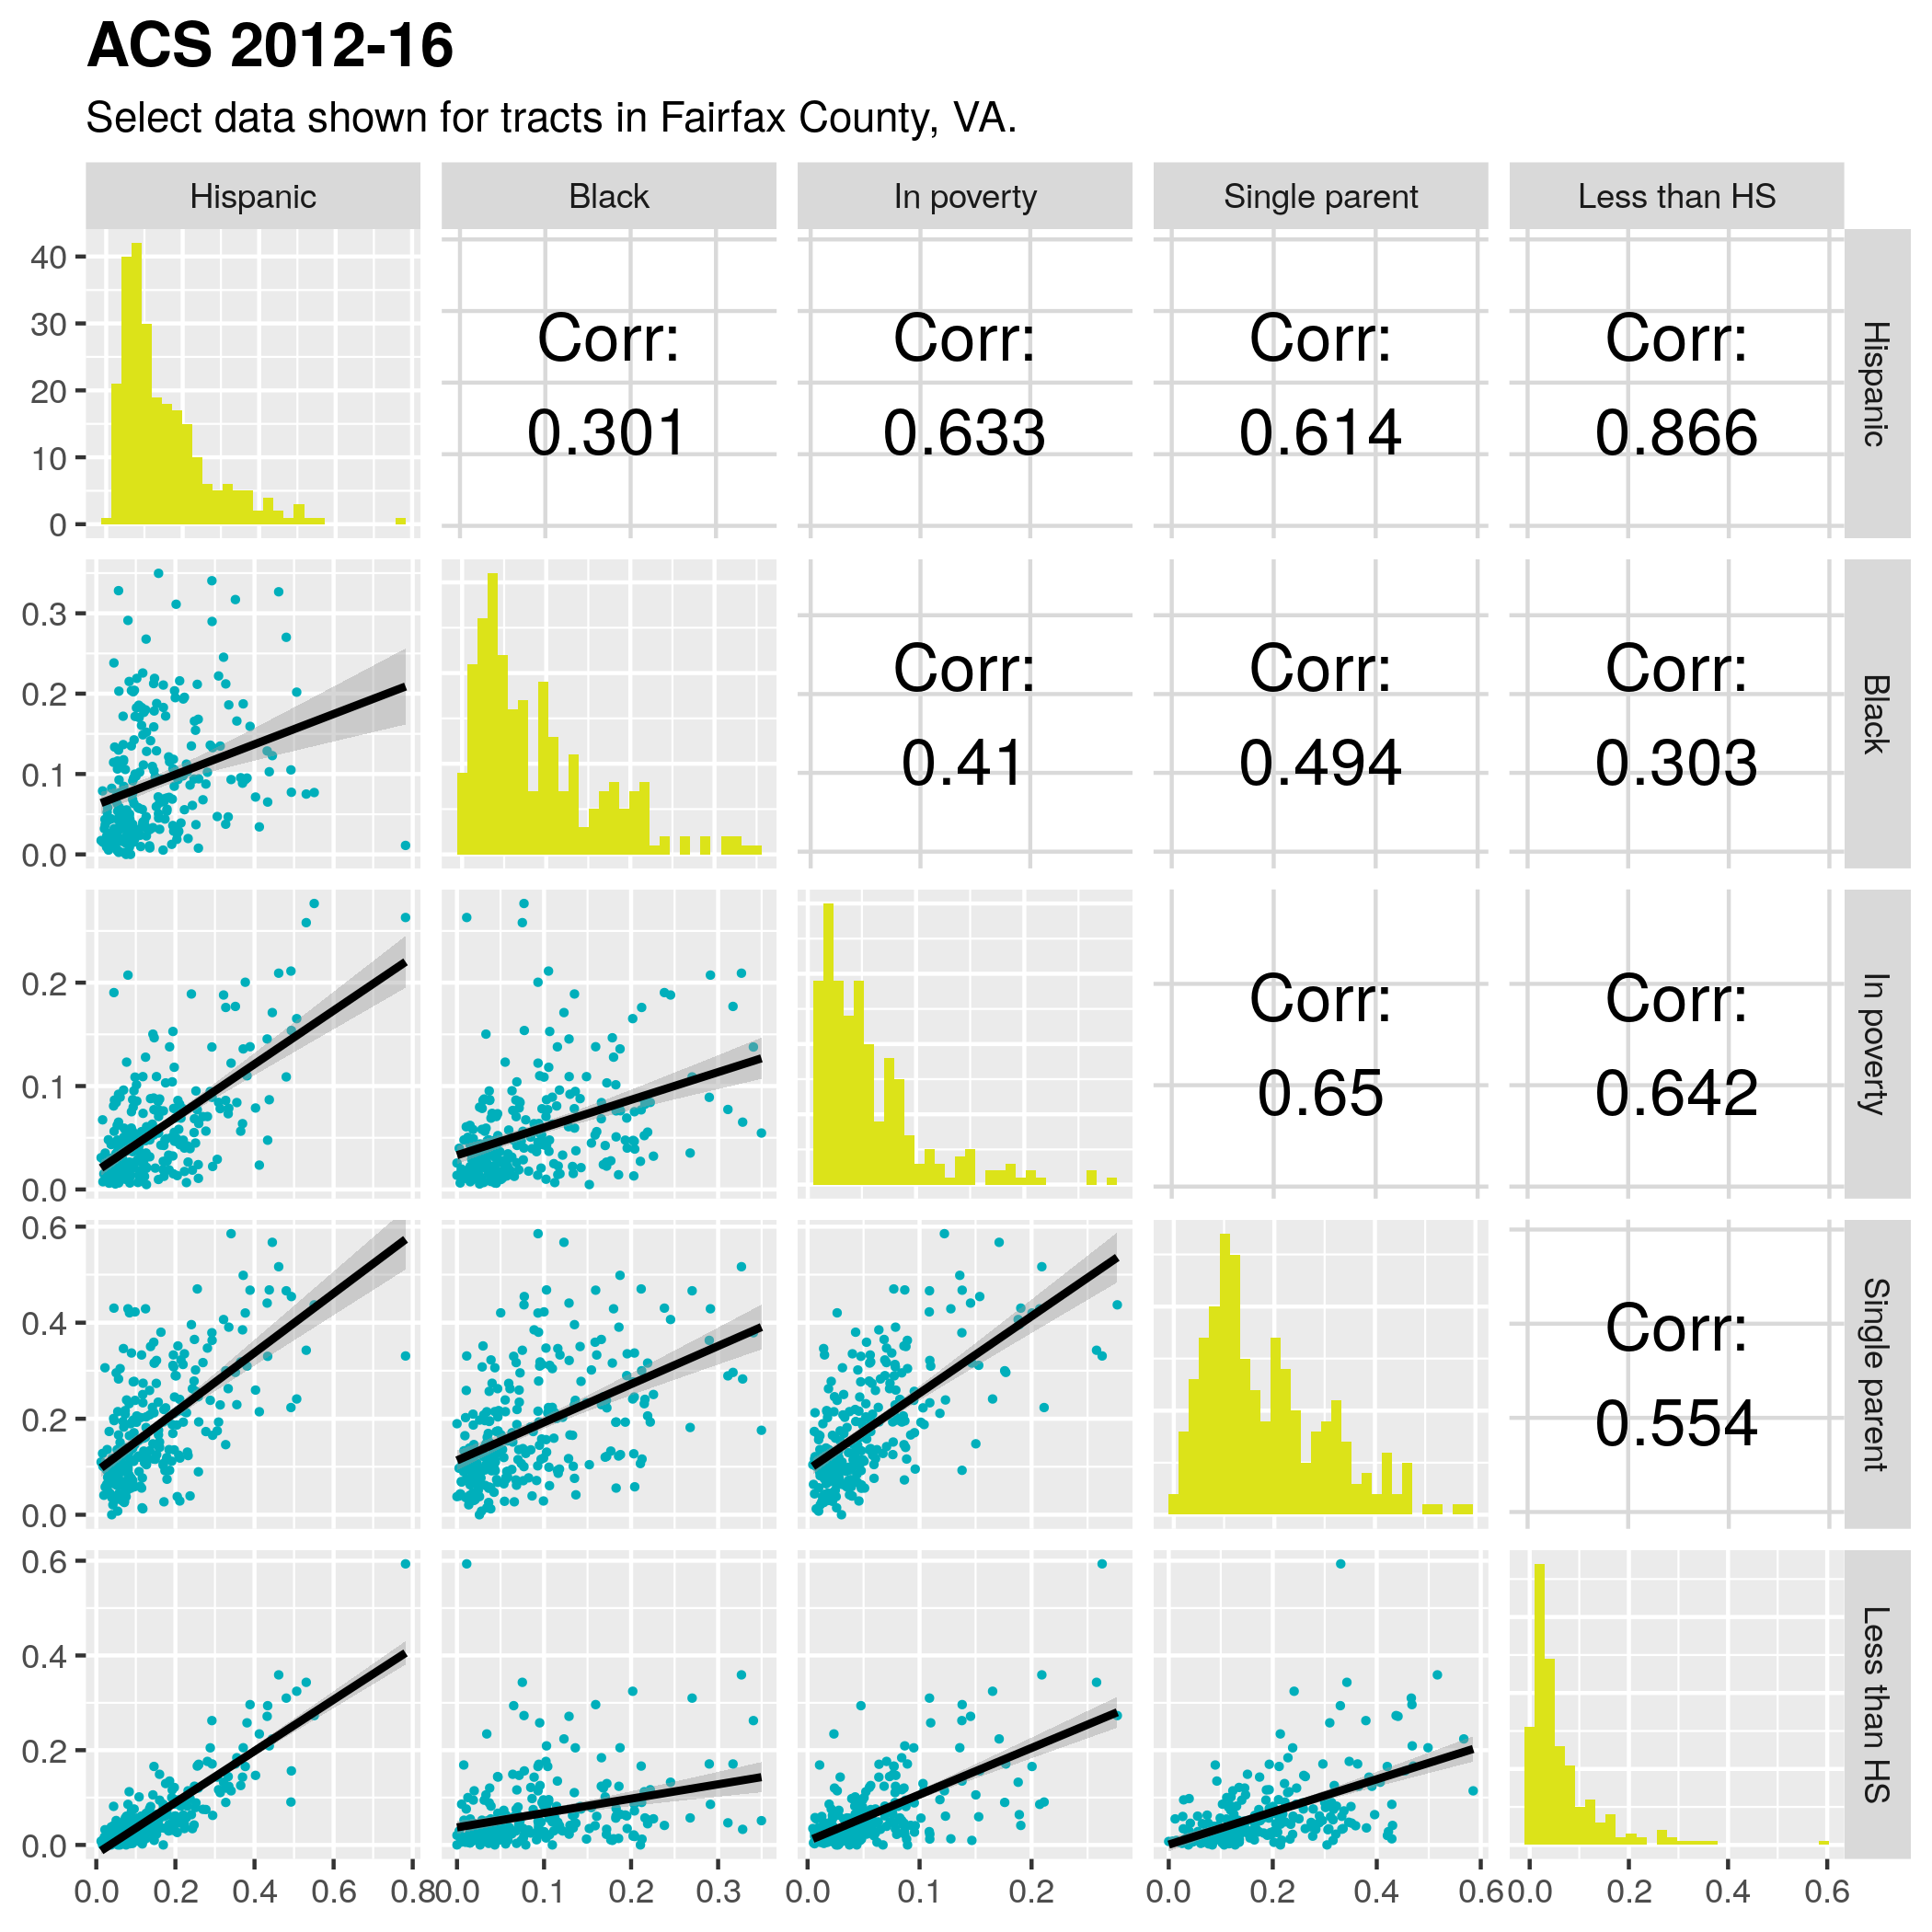 ACS 2012-16
Select data shown for tracts in Fairfax County, VA.
Hispanic Black In poverty Single parent Less than HS
40
30
20
10
0
Corr:
0.301
Corr:
0.633
Corr:
0.614
Corr:
0.866
Hispanic
0.3
0.2
0.1
0.0
Corr:
0.41
Corr:
0.494
Corr:
0.303
Black
0.2
0.1
0.0
Corr:
0.65
Corr:
0.642
In poverty
0.6
0.4
0.2
0.0
Corr:
0.554
Single parent
0.6
0.4
0.2
0.0
Less than HS
0.0 0.2 0.4 0.6 0.8
0.0 0.1 0.2 0.3
0.0 0.1 0.2
0.0 0.2 0.4 0.6
0.0 0.2 0.4 0.6